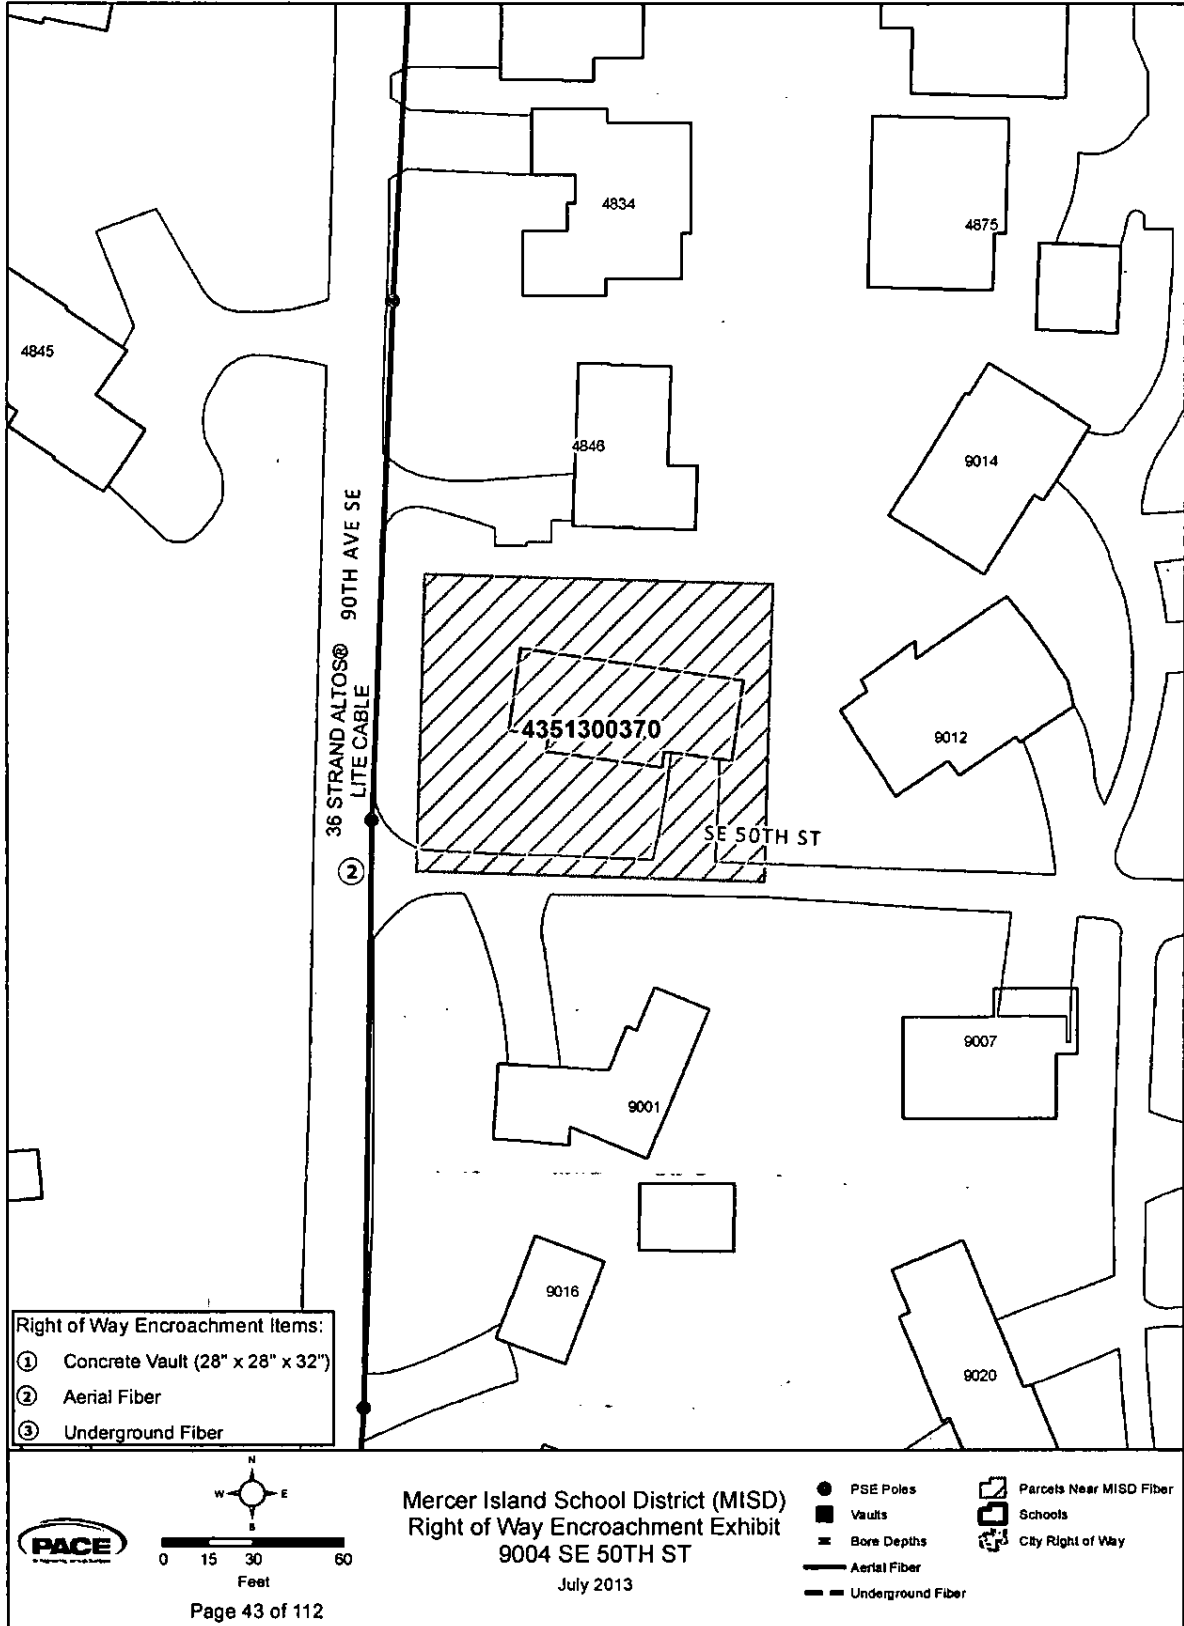 4834
4875
4845
4846
9014
90TH AVE SE
36 STRAND ALTOS®
LITE CABLE
4351300370
9012
SE 50TH ST
2
9007
9001
9016
9020
Right of Way Encroachment Items:
1 Concrete Vault (28" x 28" x 32")
2 Aerial Fiber
3 Underground Fiber
N
W E
S
PACE
0 15 30 60
Feet
Page 43 of 112
Mercer Island School District (MISD)
Right of Way Encroachment Exhibit
9004 SE 50TH ST
July 2013
PSE Poles
Vaults
Bore Depths
Aerial Fiber
Underground Fiber
Parcels Near MISD Fiber
Schools
City Right of Way